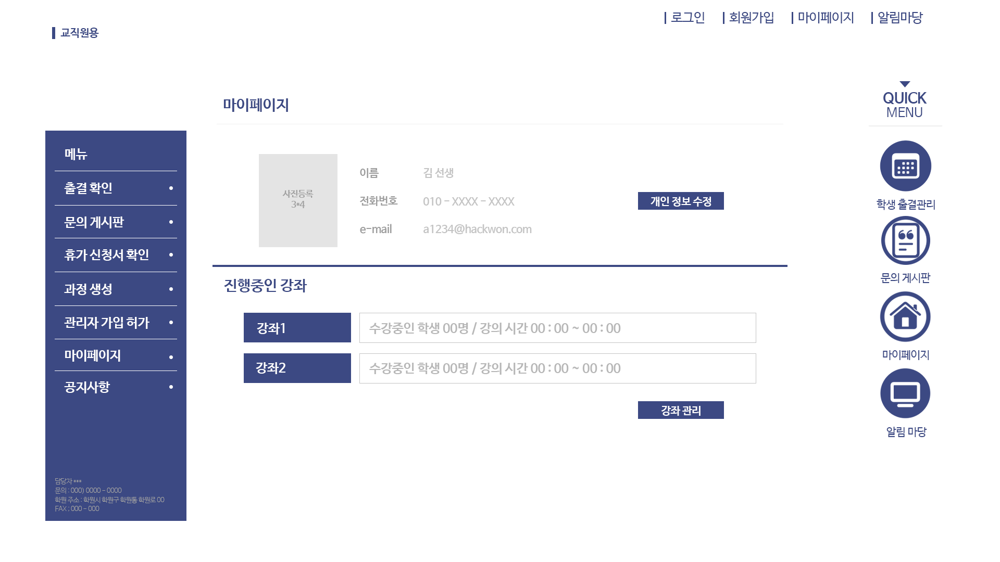 로그인
회원가입
마이페이지
알림마당
교직원용
메뉴
출결 확인
문의 게시판
휴가 신청서 확인
과정 생성
관리자 가입 허가
마이페이지
공지사항
담당자 ***
문의 : 000) 0000 - 0000
학원 주소 : 학원시 학원구 학원동 학원로 00
FAX ; 000 - 000
마이페이지
사진등록
3*4
이름 김 선생
전화번호 010 - XXXX - XXXX
e-mail a1234@hackwon.com
개인 정보 수정
진행중인 강좌
강좌1
수강중인 학생 00명 / 강의 시간 00 : 00 ~ 00 : 00
강좌2
수강중인 학생 00명 / 강의 시간 00 : 00 ~ 00 : 00
강좌 관리
QUICK
MENU
학생 출결관리
문의 게시판
마이페이지
알림 마당